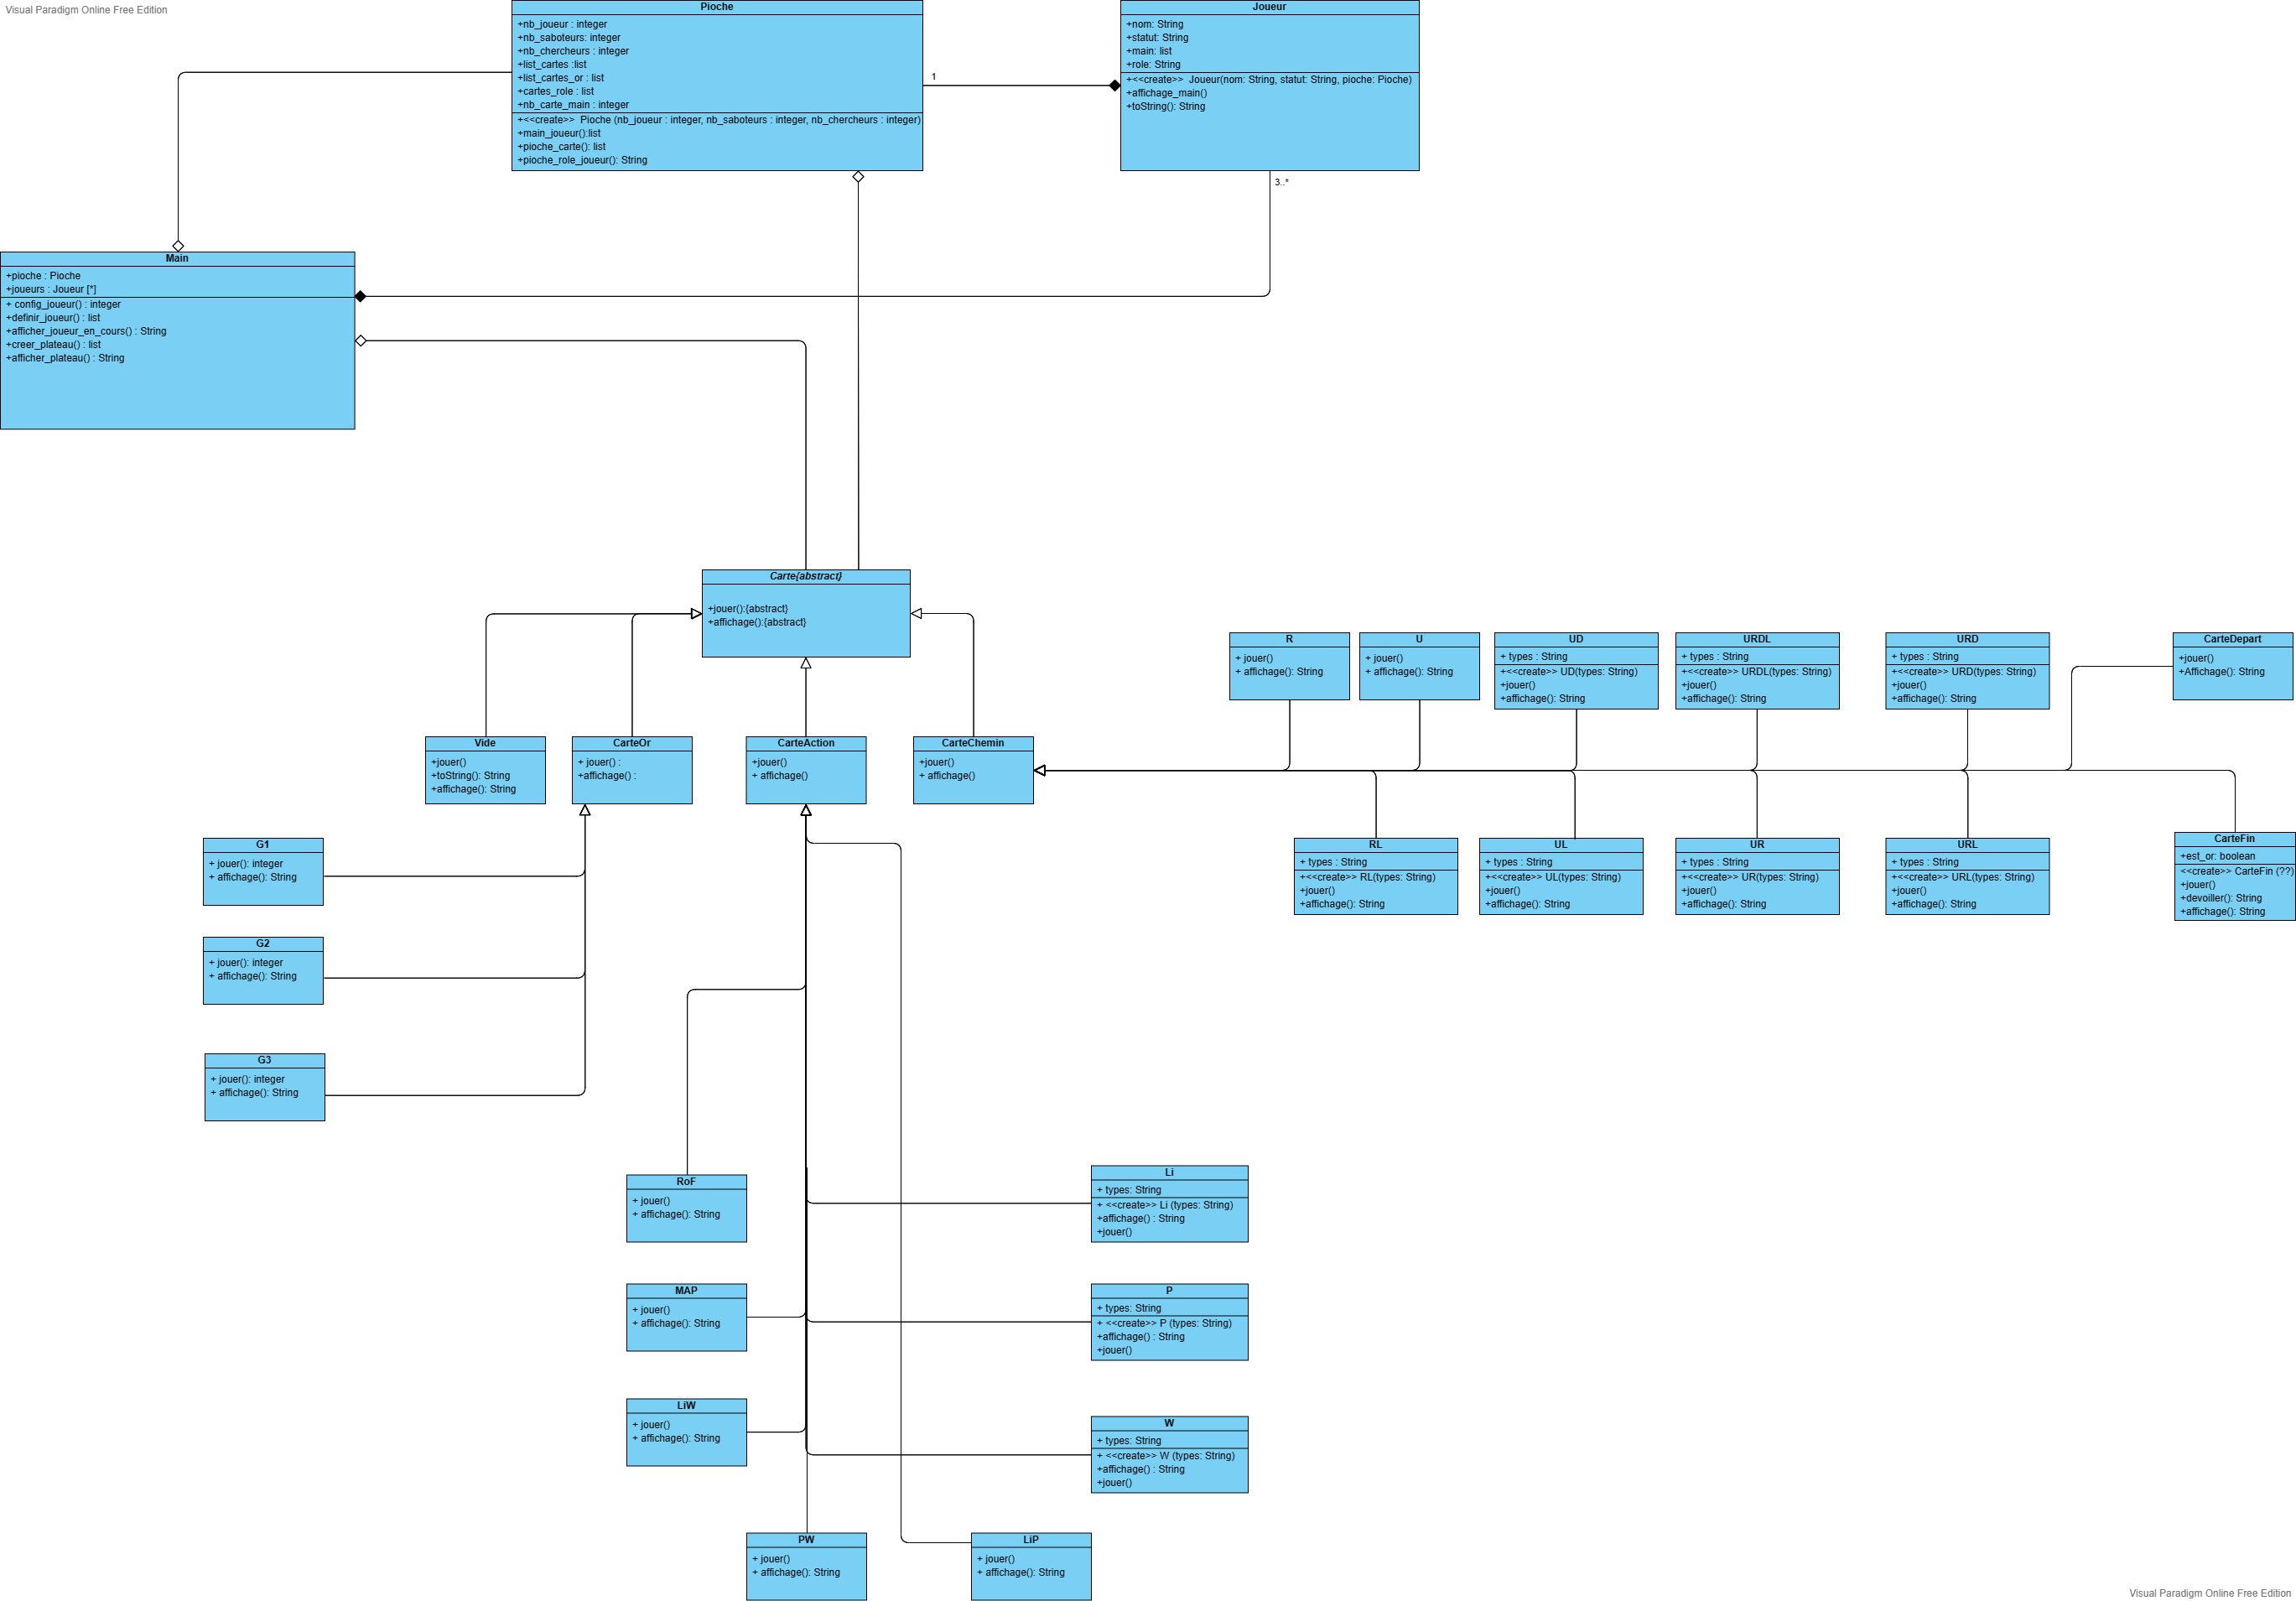 Visual Paradigm Online Free Edition
Pioche
+nb_joueur : integer
+nb_saboteurs: integer
+nb_chercheurs : integer
+list_cartes :list
+list_cartes_or : list
+cartes_role : list
+nb_carte_main : integer
+<<create>> Pioche (nb_joueur : integer, nb_saboteurs : integer, nb_chercheurs : integer)
+main_joueur():list
+pioche_carte(): list
+pioche_role_joueur(): String
1
Joueur
+nom: String
+statut: String
+main: list
+role: String
+<<create>> Joueur(nom: String, statut: String, pioche: Pioche)
+affichage_main()
+toString(): String
3..*
Main
+pioche : Pioche
+joueurs : Joueur [*]
+ config_joueur() : integer
+definir_joueur() : list
+afficher_joueur_en_cours() : String
+creer_plateau() : list
+afficher_plateau() : String
Carte{abstract}
+jouer():{abstract}
+affichage():{abstract}
R
+ jouer()
+ affichage(): String
U
+ jouer()
+ affichage(): String
UD
+ types : String
+<<create>> UD(types: String)
+jouer()
+affichage(): String
URDL
+ types : String
+<<create>> URDL(types: String)
+jouer()
+affichage(): String
URD
+ types : String
+<<create>> URD(types: String)
+jouer()
+affichage(): String
CarteDepart
+jouer()
+Affichage(): String
Vide
+jouer()
+toString(): String
+affichage(): String
CarteOr
+ jouer() :
+affichage() :
CarteAction
+jouer()
+ affichage()
CarteChemin
+jouer()
+ affichage()
RL
+ types : String
+<<create>> RL(types: String)
+jouer()
+affichage(): String
UL
+ types : String
+<<create>> UL(types: String)
+jouer()
+affichage(): String
UR
+ types : String
+<<create>> UR(types: String)
+jouer()
+affichage(): String
URL
+ types : String
+<<create>> URL(types: String)
+jouer()
+affichage(): String
CarteFin
+est_or: boolean
<<create>> CarteFin (??)
+jouer()
+devoiller(): String
+affichage(): String
G1
+ jouer(): integer
+ affichage(): String
G2
+ jouer(): integer
+ affichage(): String
G3
+ jouer(): integer
+ affichage(): String
RoF
+ jouer()
+ affichage(): String
Li
+ types: String
+ <<create>> Li (types: String)
+affichage() : String
+jouer()
MAP
+ jouer()
+ affichage(): String
P
+ types: String
+ <<create>> P (types: String)
+affichage() : String
+jouer()
LiW
+ jouer()
+ affichage(): String
W
+ types: String
+ <<create>> W (types: String)
+affichage() : String
+jouer()
PW
+ jouer()
+ affichage(): String
LiP
+ jouer()
+ affichage(): String
Visual Paradigm Online Free Edition